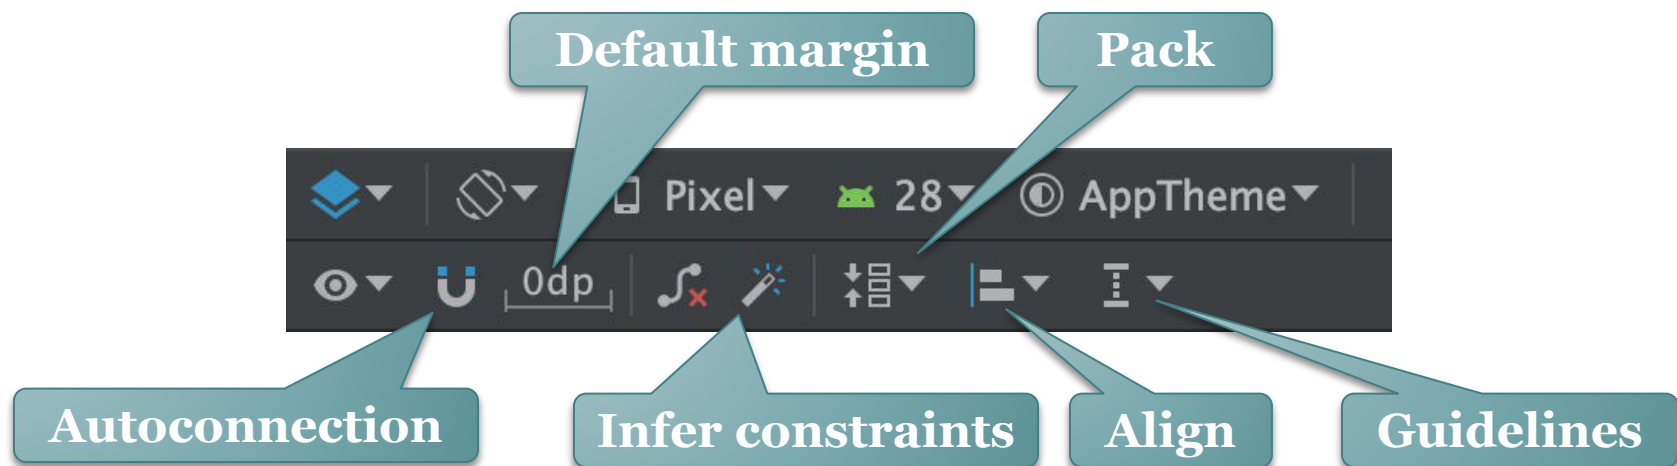 Default margin
Pack
Pixel
28
AppTheme
0dp
Autoconnection
Infer constraints
Align
Guidelines